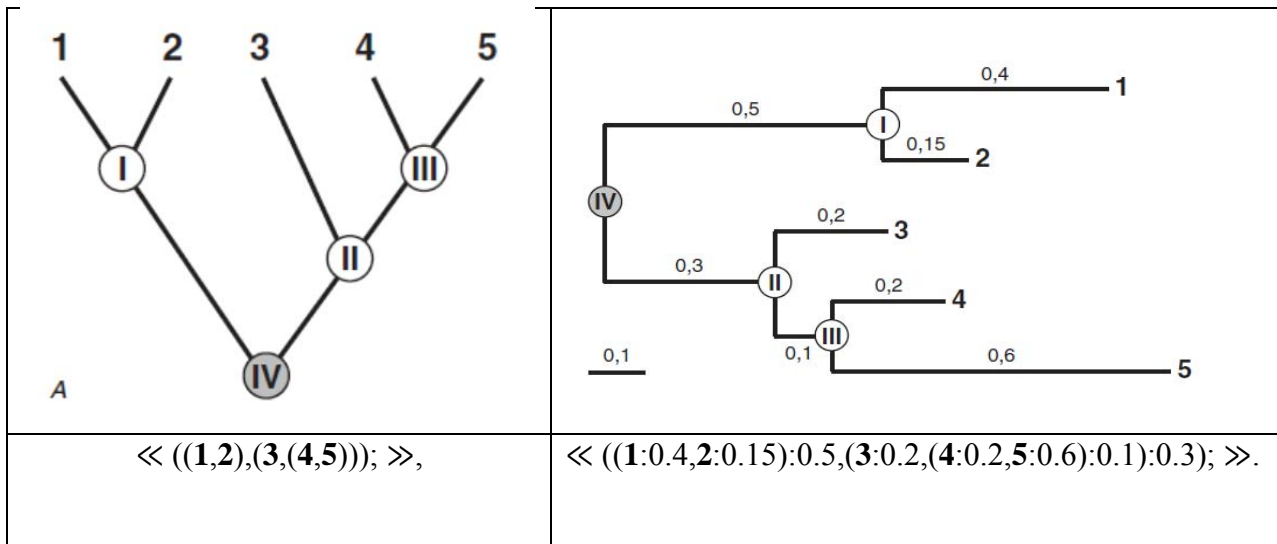 1 2 3 4 5
I III
II
IV
A
0,4 1
0,5 I
0,15 2
IV
0,2 3
0,3 II
0,2 4
III
0,1 0,1 0,6 5
≪ ((1,2),(3,(4,5))); ≫,
≪ ((1:0.4,2:0.15):0.5,(3:0.2,(4:0.2,5:0.6):0.1):0.3); ≫.